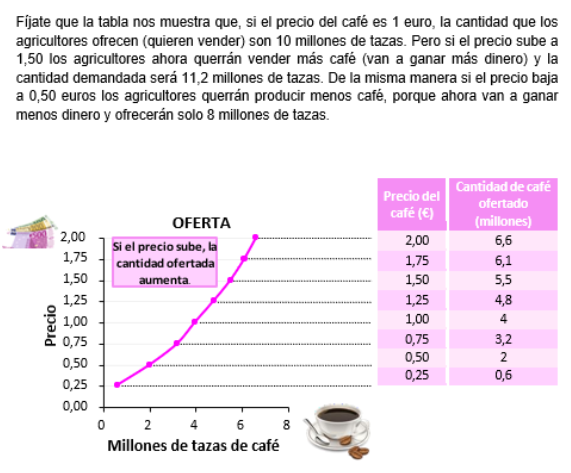 Fíjate que la tabla nos muestra que, si el precio del café es 1 euro, la cantidad que los
agricultores ofrecen (quieren vender) son 10 millones de tazas. Pero si el precio sube a
1,50 los agricultores ahora querrán vender más café (van a ganar más dinero) y la
cantidad demandada será 11,2 millones de tazas. De la misma manera si el precio baja
a 0,50 euros los agricultores querrán producir menos café, porque ahora van a ganar
menos dinero y ofrecerán solo 8 millones de tazas.
OFERTA
Si el precio sube, la
cantidad ofertada
aumenta.
Precio
2,00
1,75
1,50
1,25
1,00
0,75
0,50
0,25
0,00
0 2 4 6 8
Millones de tazas de café
Precio del
café (€)
Cantidad de café
ofertado
(millones)
2,00 6,6
1,75 6,1
1,50 5,5
1,25 4,8
1,00 4
0,75 3,2
0,50 2
0,25 0,6